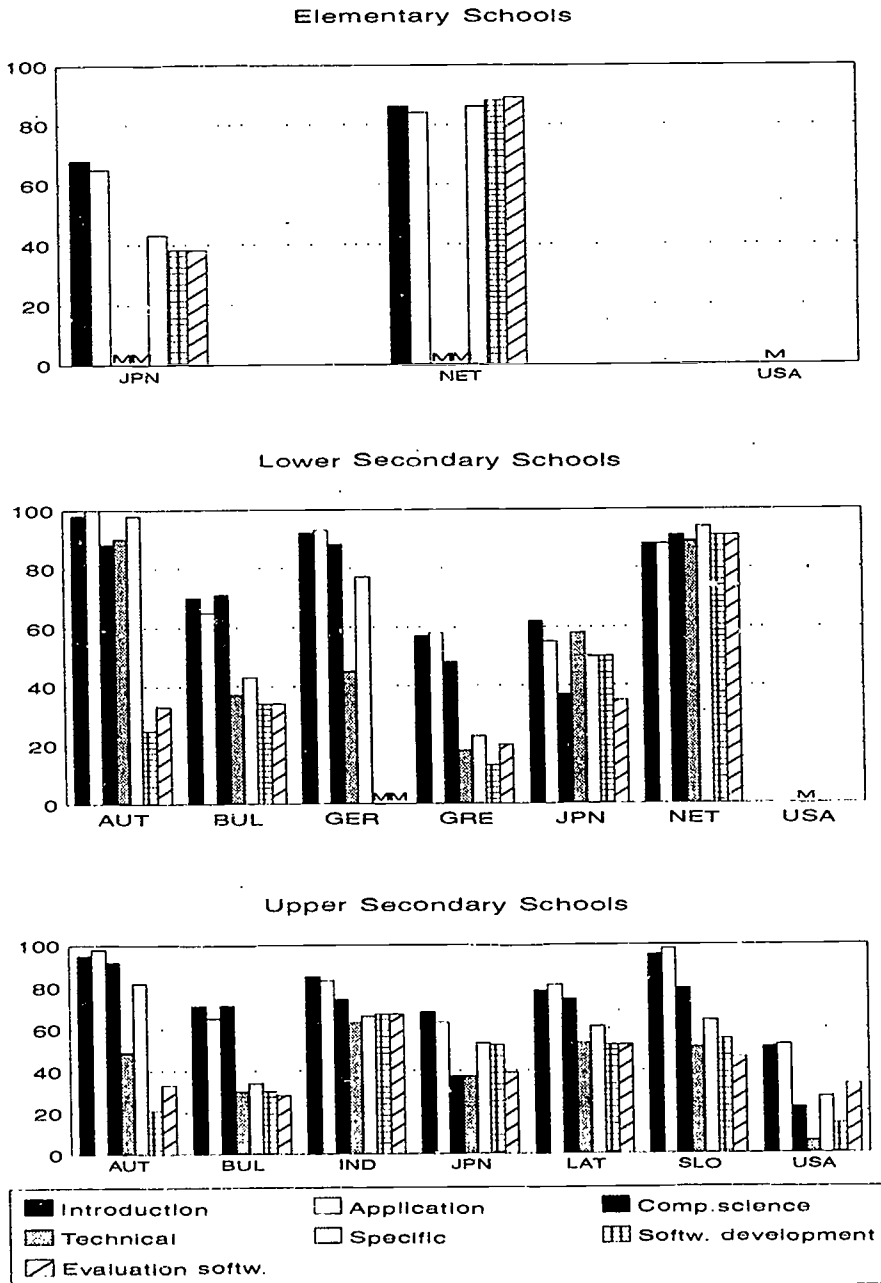 Elementary Schools
100
80
60
40
20
0
M M
M M
M
JPN NET USA
Lower Secondary Schools
100
80
60
40
20
0
M M
M
AUT BUL GER GRE JPN NET USA
Upper Secondary Schools
100
80
60
40
20
0
AUT BUL IND JPN LAT SLO USA
Introduction Application Comp.science
Technical Specific Softw. development
Evaluation softw.